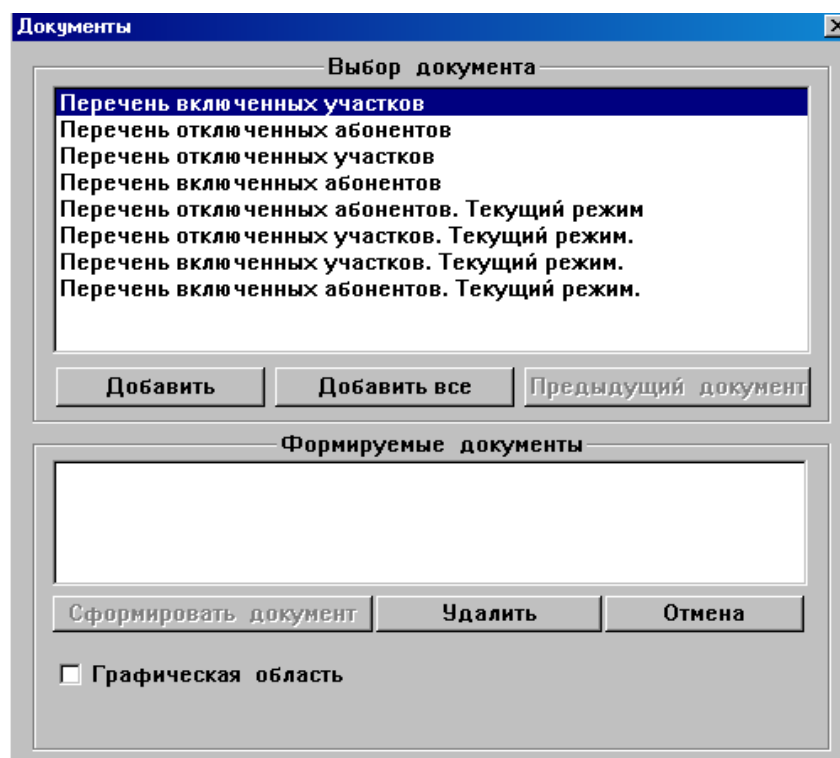 Документы
Выбор документа
Перечень включенных участков
Перечень отключенных абонентов
Перечень отключенных участков
Перечень включенных абонентов
Перечень отключенных абонентов. Текущий режим
Перечень отключенных участков. Текущий режим.
Перечень включенных участков. Текущий режим.
Перечень включенных абонентов. Текущий режим.
Добавить Добавить все Предыдущий документ
Формируемые документы
Сформировать документ Удалить Отмена
Графическая область